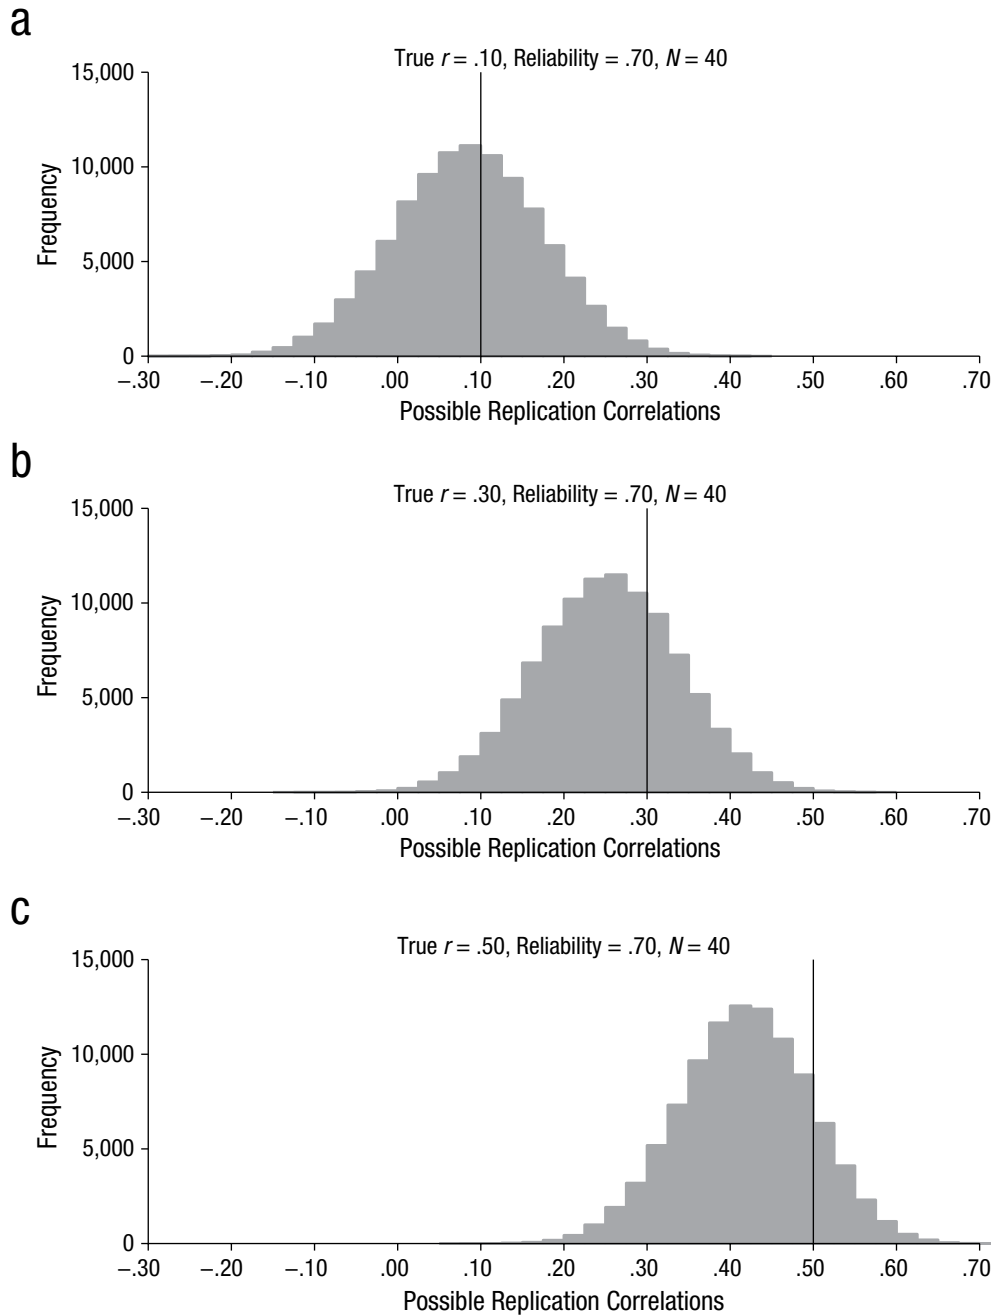 a
True r = .10, Reliability = .70, N = 40
15,000
10,000
5,000
0
Frequency
–.30 –.20 –.10 .00 .10 .20 .30 .40 .50 .60 .70
Possible Replication Correlations
b
True r = .30, Reliability = .70, N = 40
15,000
10,000
5,000
0
Frequency
–.30 –.20 –.10 .00 .10 .20 .30 .40 .50 .60 .70
Possible Replication Correlations
c
True r = .50, Reliability = .70, N = 40
15,000
10,000
5,000
0
Frequency
–.30 –.20 –.10 .00 .10 .20 .30 .40 .50 .60 .70
Possible Replication Correlations